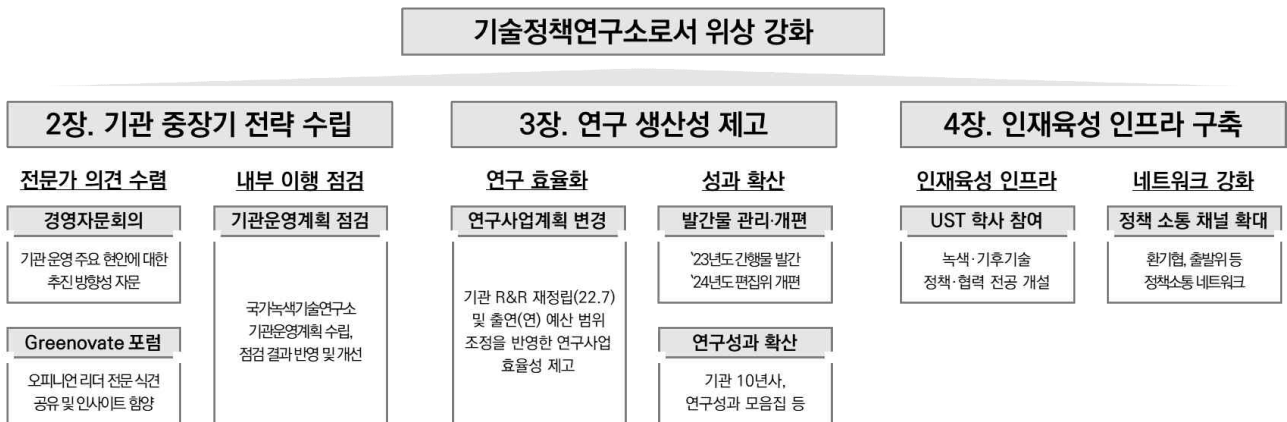 기술정책연구소로서 위상 강화
2장. 기관 중장기 전략 수립
전문가 의견 수렴
경영자문회의
기관 운영 주요 현안에 대한
추진 방향성 자문
Greenovate 포럼
오피니언 리더 전문 식견
공유 및 인사이트 함양
내부 이행 점검
기관운영계획 점검
국가녹색기술연구소
기관운영계획 수립,
점검 결과 반영 및 개선
3장. 연구 생산성 제고
연구 효율화
연구사업계획 변경
기관 R&R 재정립(22.7)
및 출연(연) 예산 범위
조정을 반영한 연구사업
효율성 제고
성과 확산
발간물 관리·개편
'23년도 간행물 발간
'24년도 편집위 개편
연구성과 확산
기관 10년사,
연구성과 모음집 등
4장. 인재육성 인프라 구축
인재육성 인프라
UST 학사 참여
녹색·기후기술
정책·협력 전공 개설
네트워크 강화
정책 소통 채널 확대
환기협, 출발위 등
정책소통 네트워크